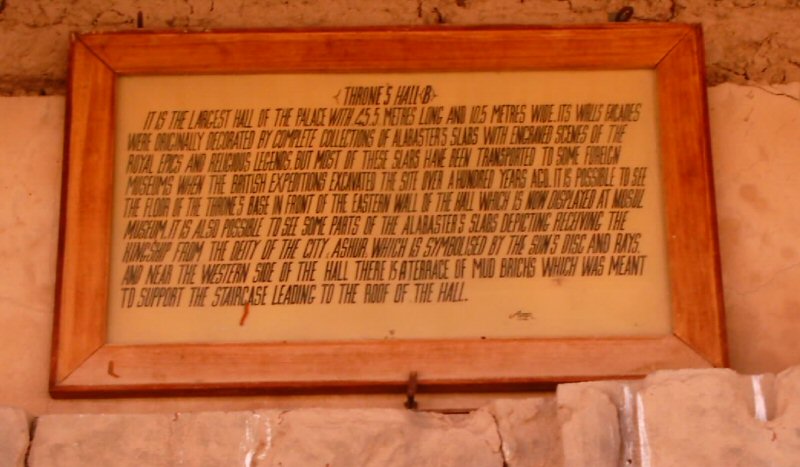 <THRONE'S HALL-B>
IT IS THE LARGEST HALL OF THE PALACE WITH 45.5 METRES LONG AND 10.5 METRES WIDE. ITS WALLS FACADES
WERE ORIGINALLY DECORATED BY COMPLETE COLLECTIONS OF ALABASTER'S SLABS WITH ENGRAVED SCENES OF THE
ROYAL EPICS AND RELIGIOUS LEGENDS. BUT MOST OF THESE SLABS HAVE BEEN TRANSPORTED TO SOME FOREIGN
MUSEUMS WHEN THE BRITISH EXPEDITIONS EXCAVATED THE SITE OVER A HUNDRED YEARS AGO. IT IS POSSIBLE TO SEE
THE FLOOR OF THE THRONE'S BASE IN FRONT OF THE EASTERN WALL OF THE HALL WHICH IS NOW DISPLAYED AT MOSUL
MUSEUM. IT IS ALSO POSSIBLE TO SEE SOME PARTS OF THE ALABASTER'S SLABS DEPICTING RECEIVING THE
KINGSHIP FROM THE DEITY OF THE CITY, ASHUR, WHICH IS SYMBOLISED BY THE SUN'S DISC AND RAYS.
AND NEAR THE WESTERN SIDE OF THE HALL THERE IS A TERRACE OF MUD BRICHS WHICH WAS MEANT
TO SUPPORT THE STAIRCASE LEADING TO THE ROOF OF THE HALL.